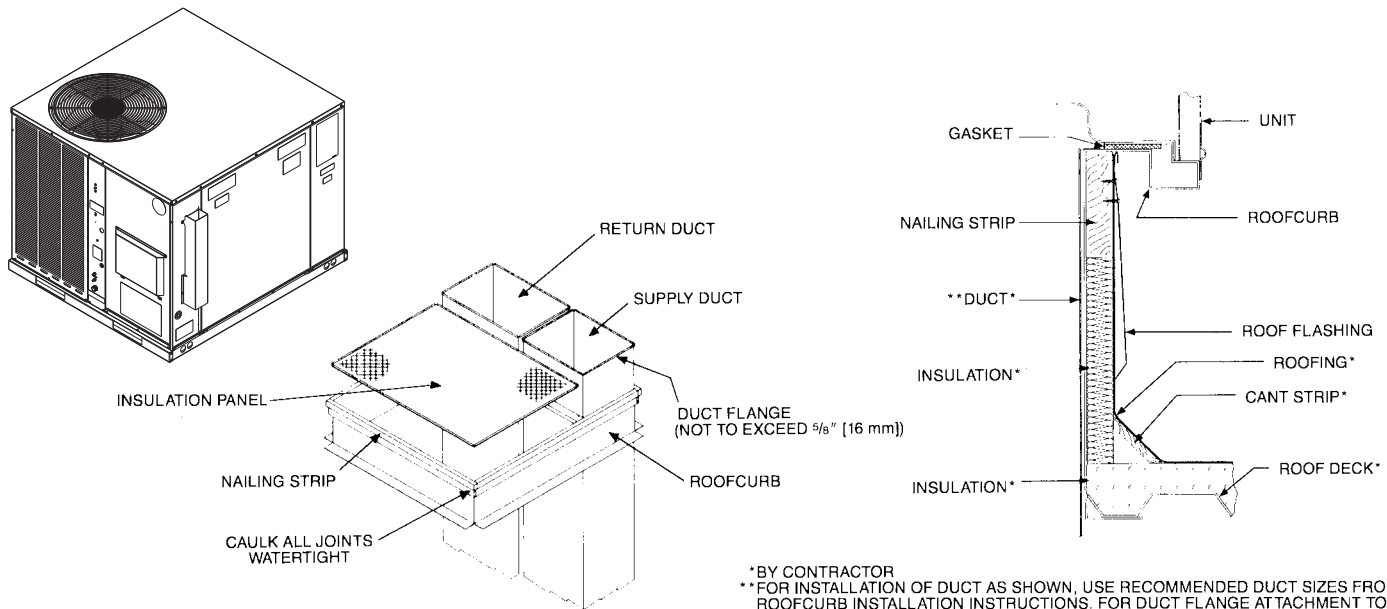 RETURN DUCT
SUPPLY DUCT
INSULATION PANEL
DUCT FLANGE
(NOT TO EXCEED 5/8" [16 mm])
NAILING STRIP
ROOFCURB
CAULK ALL JOINTS
WATERTIGHT
GASKET
UNIT
ROOFCURB
NAILING STRIP
**DUCT*
ROOF FLASHING
ROOFING*
INSULATION*
CANT STRIP*
ROOF DECK*
INSULATION*
*BY CONTRACTOR
**FOR INSTALLATION OF DUCT AS SHOWN, USE RECOMMENDED DUCT SIZES FRO
ROOFCURB INSTALLATION INSTRUCTIONS. FOR DUCT FLANGE ATTACHMENT TO